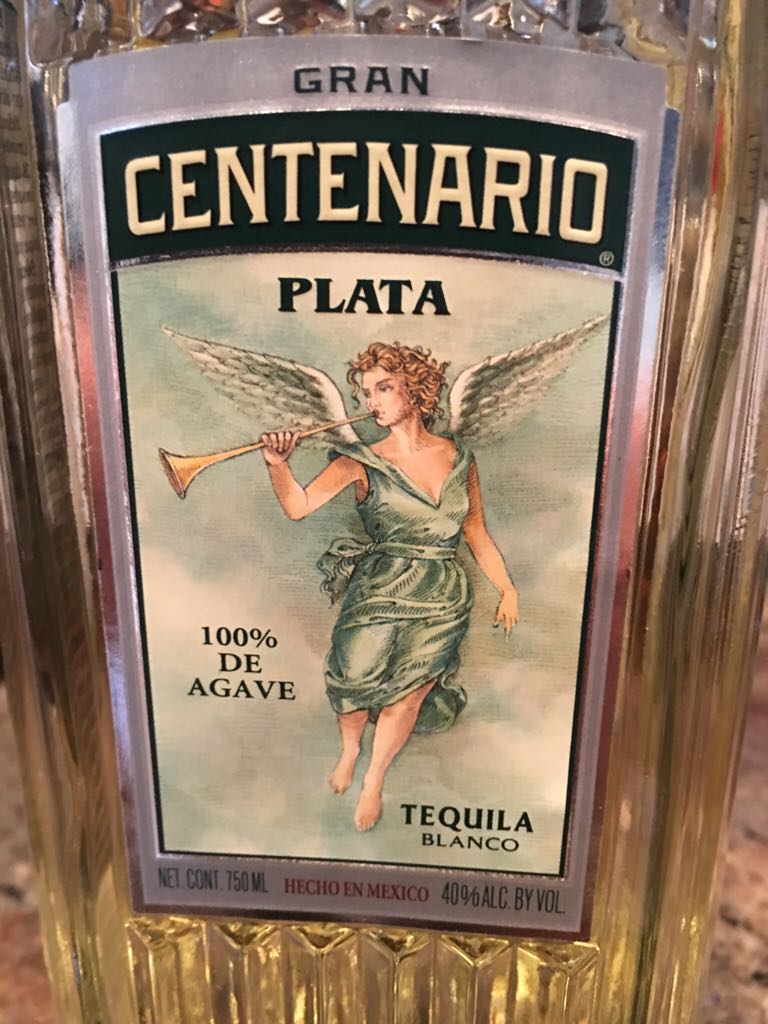 GRAN
CENTENARIO
®
PLATA
100%
DE
AGAVE
TEQUILA
BLANCO
NET. CONT. 750 ML HECHO EN MEXICO 40% ALC. BY VOL.